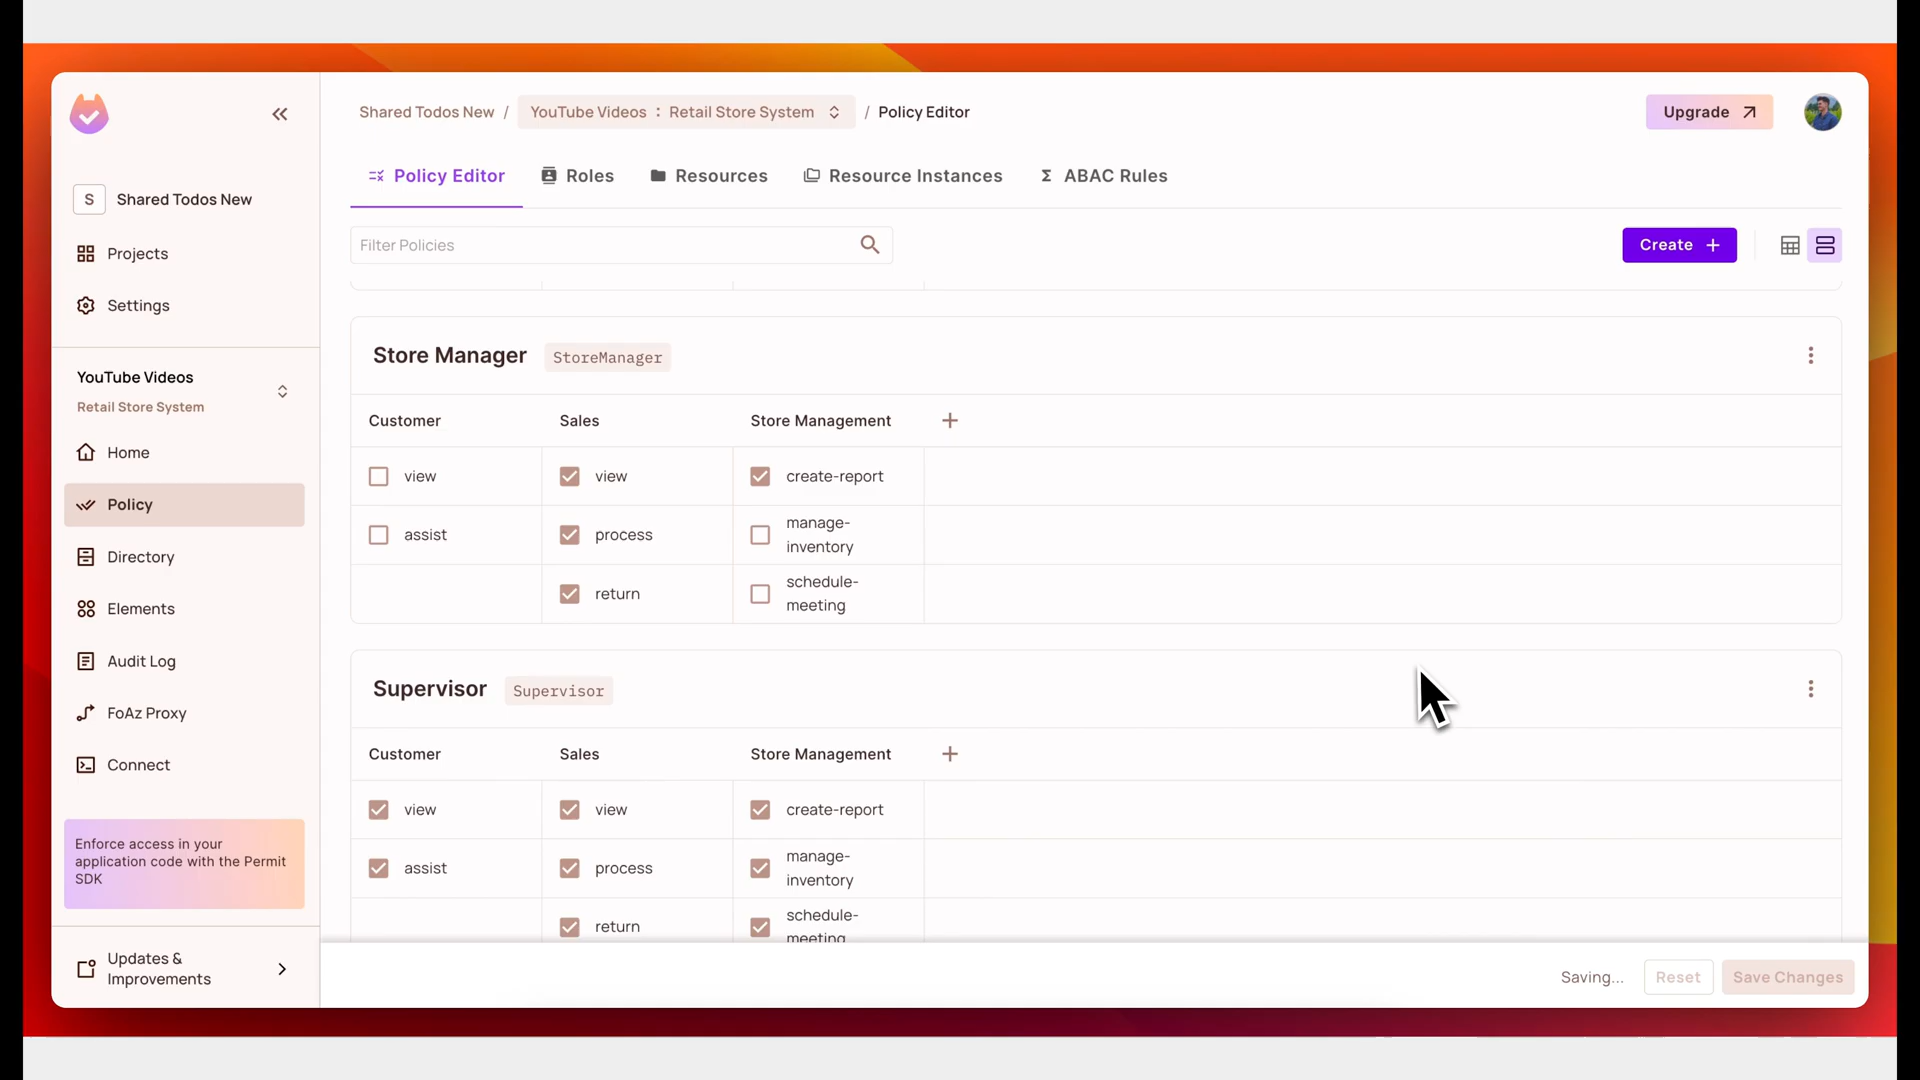 Shared Todos New / YouTube Videos : Retail Store System / Policy Editor
Upgrade
S Shared Todos New
Projects
Settings
YouTube Videos
Retail Store System
Home
Policy
Directory
Elements
Audit Log
FoAz Proxy
Connect
Enforce access in your
application code with the Permit
SDK
Updates &
Improvements
Policy Editor Roles Resources Resource Instances ABAC Rules
Filter Policies
Create +
Store Manager StoreManager
Customer Sales Store Management +
view view create-report
assist process manage-
inventory
return schedule-
meeting
Supervisor Supervisor
Customer Sales Store Management +
view view create-report
assist process manage-
inventory
return schedule-
meeting
Saving... Reset Save Changes